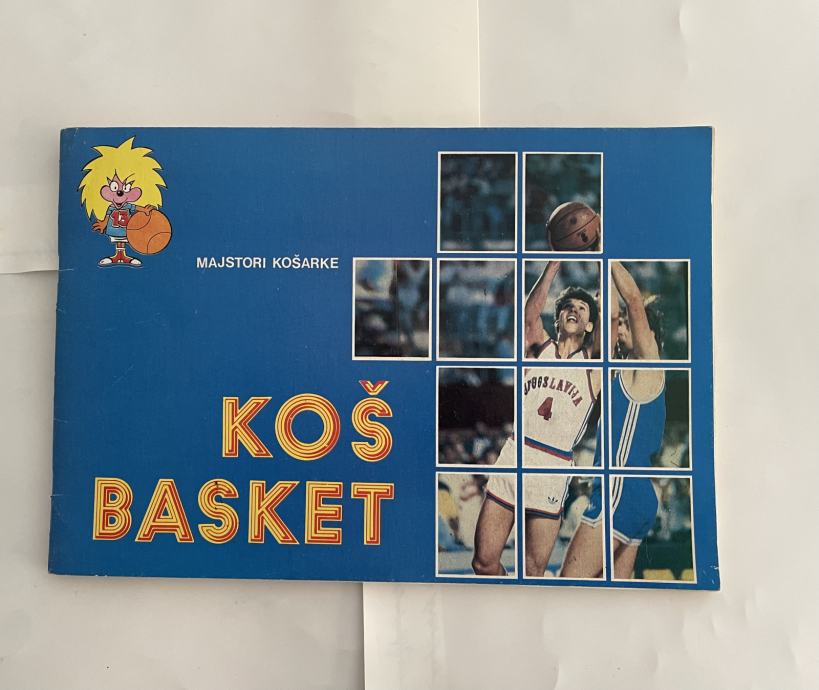 MAJSTORI KOŠARKE
KOŠ
BASKET
JUGOSLAVIJA
4